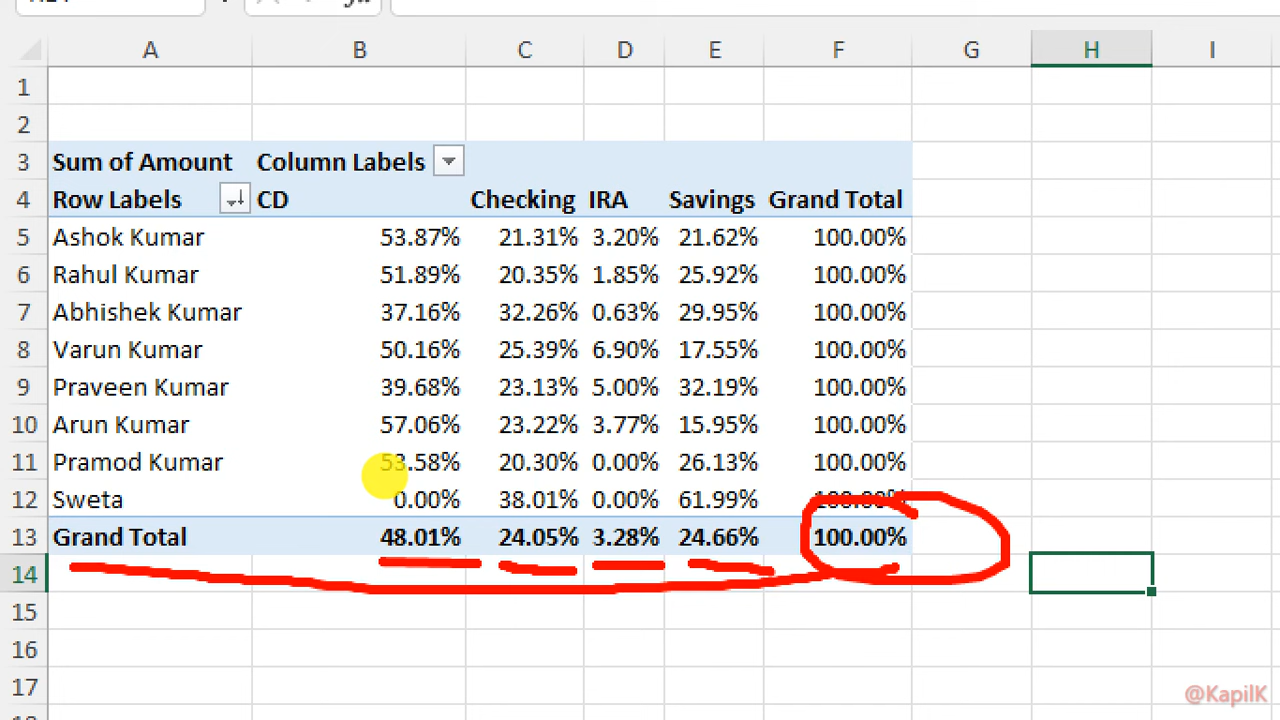 A B C D E F G H I
1
2
3 Sum of Amount Column Labels
4 Row Labels CD Checking IRA Savings Grand Total
5 Ashok Kumar 53.87% 21.31% 3.20% 21.62% 100.00%
6 Rahul Kumar 51.89% 20.35% 1.85% 25.92% 100.00%
7 Abhishek Kumar 37.16% 32.26% 0.63% 29.95% 100.00%
8 Varun Kumar 50.16% 25.39% 6.90% 17.55% 100.00%
9 Praveen Kumar 39.68% 23.13% 5.00% 32.19% 100.00%
10 Arun Kumar 57.06% 23.22% 3.77% 15.95% 100.00%
11 Pramod Kumar 53.58% 20.30% 0.00% 26.13% 100.00%
12 Sweta 0.00% 38.01% 0.00% 61.99% 100.00%
13 Grand Total 48.01% 24.05% 3.28% 24.66% 100.00%
14
15
16
17
@KapilK